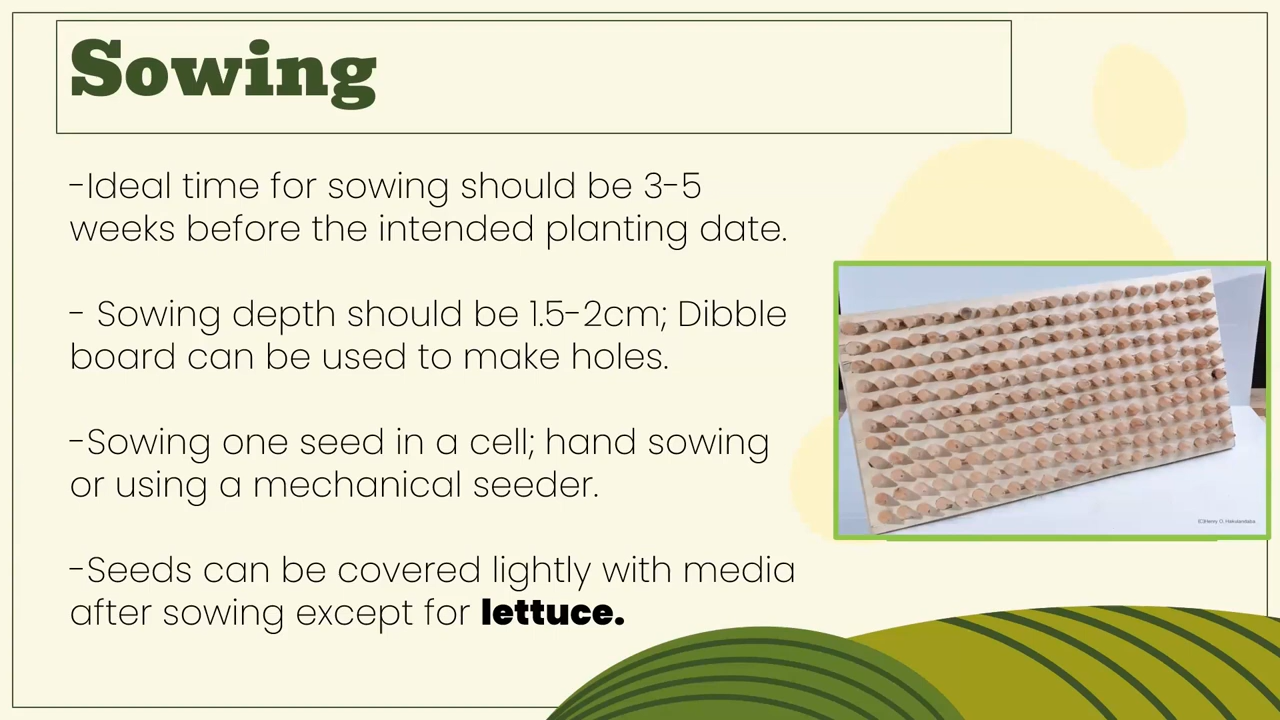 Sowing
-Ideal time for sowing should be 3-5
weeks before the intended planting date.
- Sowing depth should be 1.5-2cm; Dibble
board can be used to make holes.
-Sowing one seed in a cell; hand sowing
or using a mechanical seeder.
-Seeds can be covered lightly with media
after sowing except for lettuce.